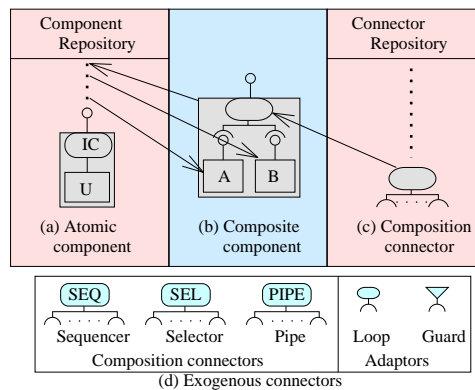 Component
Repository
Connector
Repository
IC
U
A
B
(a) Atomic
component
(b) Composite
component
(c) Composition
connector
SEQ
SEL
PIPE
Sequencer
Selector
Pipe
Loop
Guard
Composition connectors
Adaptors
(d) Exogenous connectors